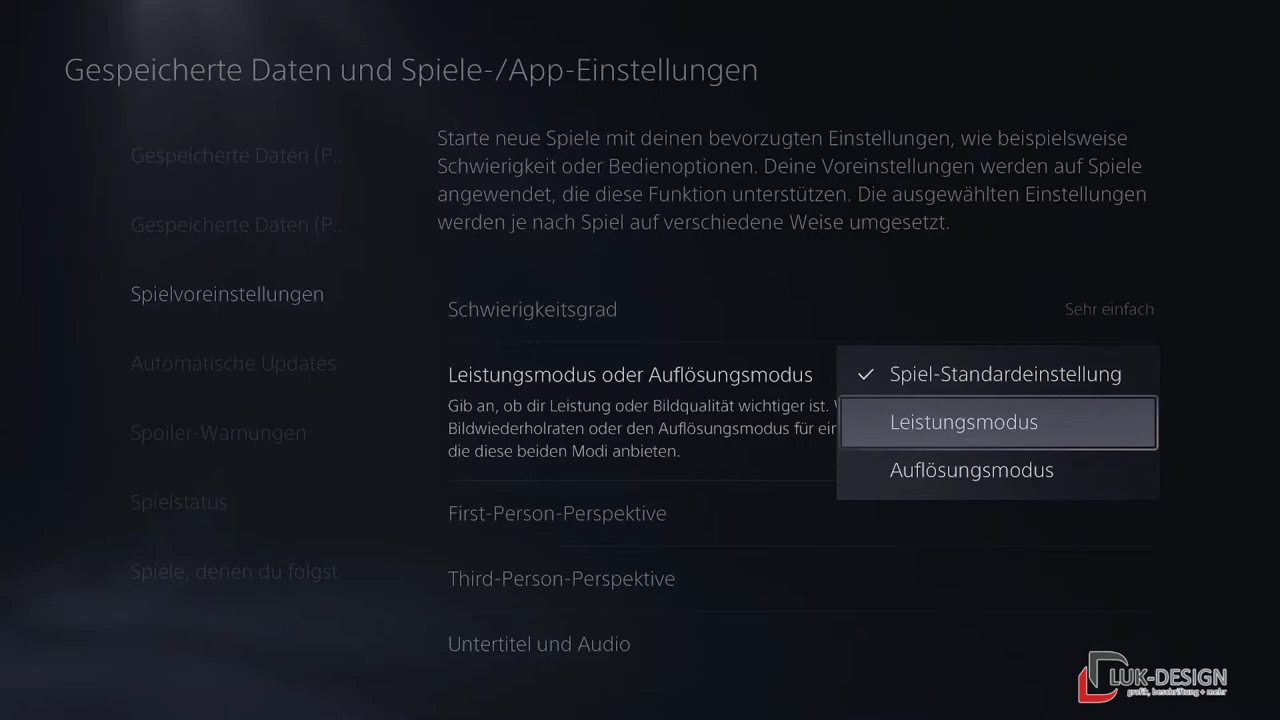 Gespeicherte Daten und Spiele-/App-Einstellungen
Gespeicherte Daten (P..
Gespeicherte Daten (P..
Spielvoreinstellungen
Automatische Updates
Spoiler-Warnungen
Spielstatus
Spiele, denen du folgst
Starte neue Spiele mit deinen bevorzugten Einstellungen, wie beispielsweise
Schwierigkeit oder Bedienoptionen. Deine Voreinstellungen werden auf Spiele
angewendet, die diese Funktion unterstützen. Die ausgewählten Einstellungen
werden je nach Spiel auf verschiedene Weise umgesetzt.
Schwierigkeitsgrad
Sehr einfach
Leistungsmodus oder Auflösungsmodus
Gib an, ob dir Leistung oder Bildqualität wichtiger ist.
Bildwiederholraten oder den Auflösungsmodus für
die diese beiden Modi anbieten.
Spiel-Standardeinstellung
Leistungsmodus
Auflösungsmodus
First-Person-Perspektive
Third-Person-Perspektive
Untertitel und Audio
LUK-DESIGN
grafik, beschriftung + mehr